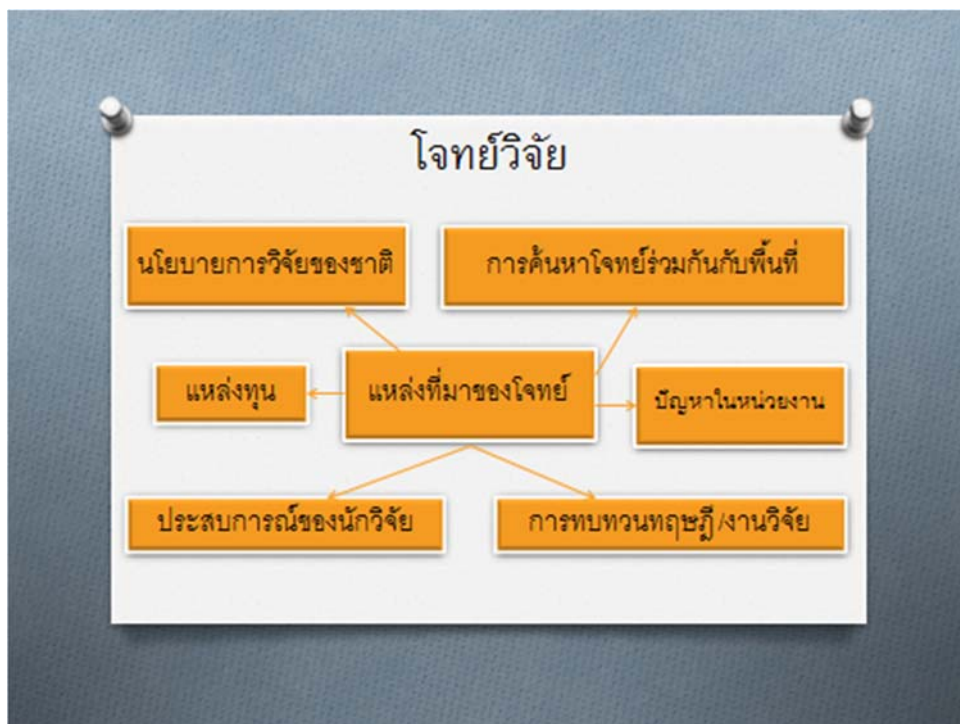 โจทย์วิจัย
นโยบายการวิจัยของชาติ
การค้นหาโจทย์ร่วมกันกับพื้นที่
แหล่งทุน
แหล่งที่มาของโจทย์
ปัญหาในหน่วยงาน
ประสบการณ์ของนักวิจัย
การทบทวนทฤษฎี/งานวิจัย